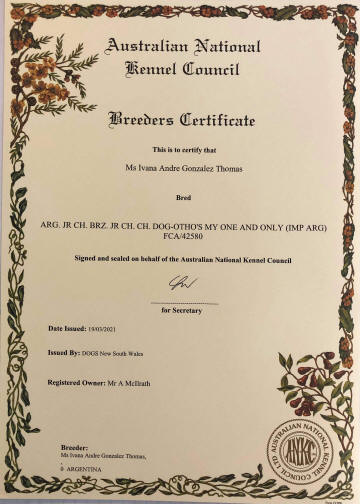 Australian National
Kennel Council
Breeders Certificate
This is to certify that
Ms Ivana Andre Gonzalez Thomas
Bred
ARG. JR CH. BRZ. JR CH. CH. DOG-OTHO'S MY ONE AND ONLY (IMP ARG)
FCA/42580
Signed and sealed on behalf of the Australian National Kennel Council
for Secretary
Date Issued: 19/03/2021
Issued By: DOGS New South Wales
Registered Owner: Mr A McIlrath
Breeder:
Ms Ivana Andre Gonzalez Thomas,
,
0 ARGENTINA
AUSTRALIAN NATIONAL KENNEL COUNCIL LTD
ANKC